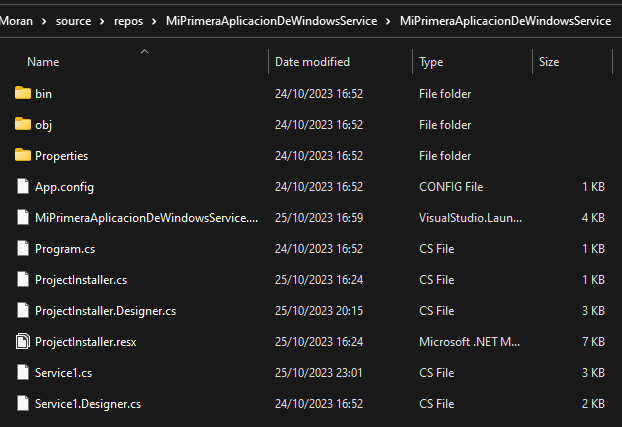 Moran > source > repos > MiPrimeraAplicacionDeWindowsService > MiPrimeraAplicacionDeWindowsService
Name Date modified Type Size
bin 24/10/2023 16:52 File folder
obj 24/10/2023 16:52 File folder
Properties 24/10/2023 16:52 File folder
App.config 24/10/2023 16:52 CONFIG File 1 KB
MiPrimeraAplicacionDeWindowsService.... 25/10/2023 16:59 VisualStudio.Laun... 4 KB
Program.cs 24/10/2023 16:52 CS File 1 KB
ProjectInstaller.cs 25/10/2023 16:24 CS File 1 KB
ProjectInstaller.Designer.cs 25/10/2023 20:15 CS File 3 KB
ProjectInstaller.resx 25/10/2023 16:24 Microsoft .NET M... 7 KB
Service1.cs 25/10/2023 23:01 CS File 3 KB
Service1.Designer.cs 24/10/2023 16:52 CS File 2 KB